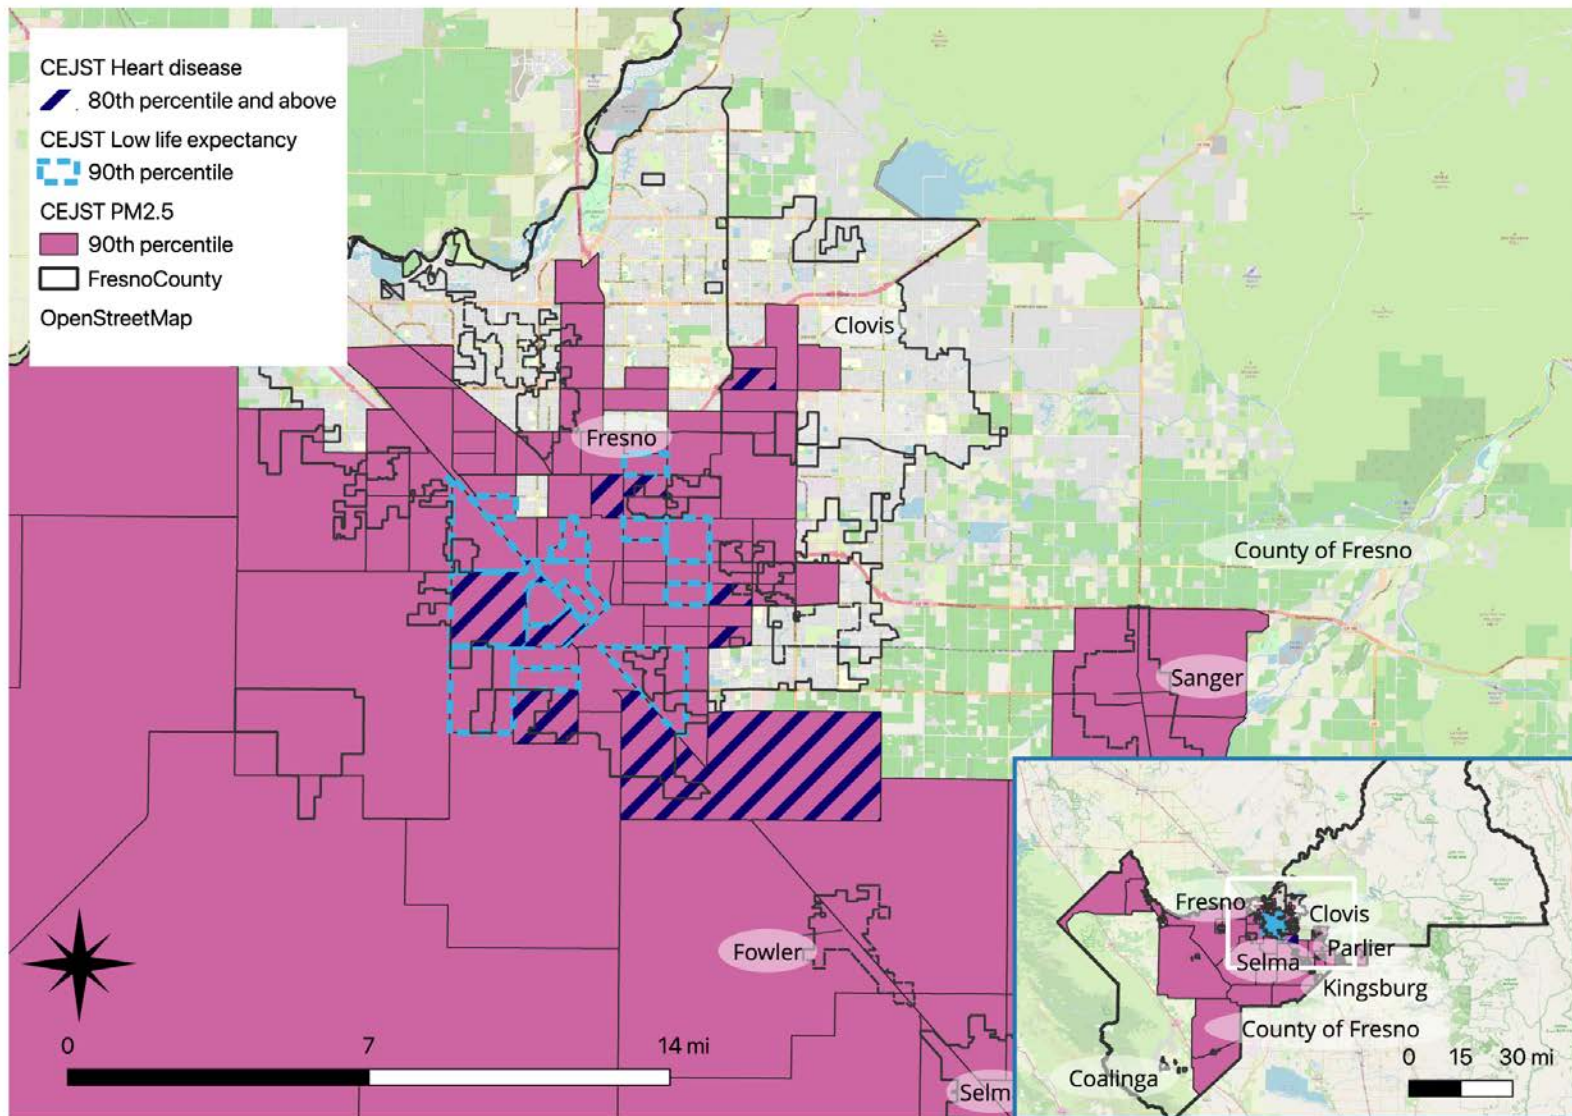 CEJST Heart disease
80th percentile and above
CEJST Low life expectancy
90th percentile
CEJST PM2.5
90th percentile
FresnoCounty
OpenStreetMap
Clovis
Fresno
County of Fresno
Sanger
Fowler
Selm
0 7 14 mi
Fresno
Clovis
Parlier
Selma
Kingsburg
County of Fresno
Coalinga
0 15 30 mi